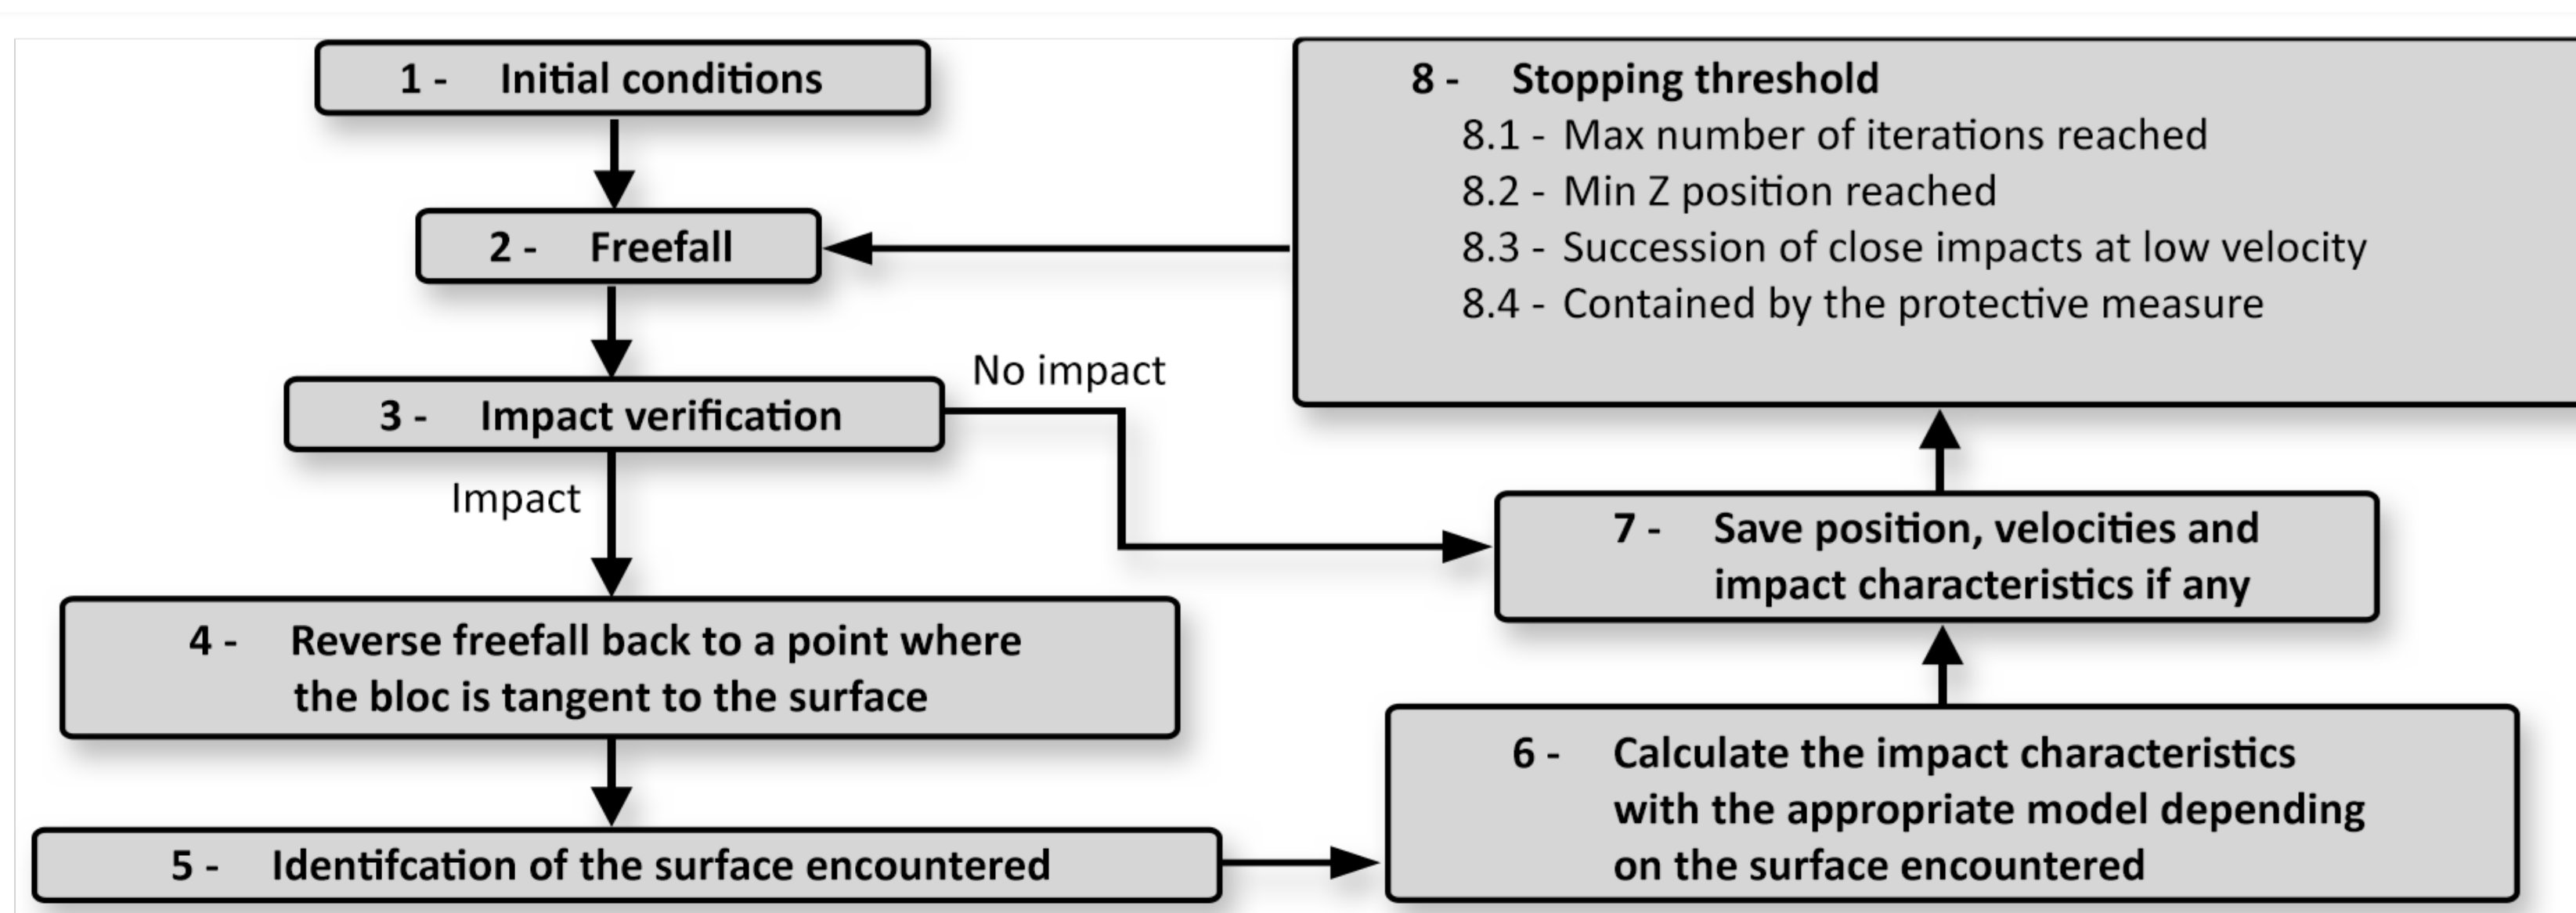 1 - Initial conditions
2 - Freefall
3 - Impact verification
No impact
Impact
4 - Reverse freefall back to a point where
the bloc is tangent to the surface
5 - Identifcation of the surface encountered
6 - Calculate the impact characteristics
with the appropriate model depending
on the surface encountered
7 - Save position, velocities and
impact characteristics if any
8 - Stopping threshold
8.1 - Max number of iterations reached
8.2 - Min Z position reached
8.3 - Succession of close impacts at low velocity
8.4 - Contained by the protective measure